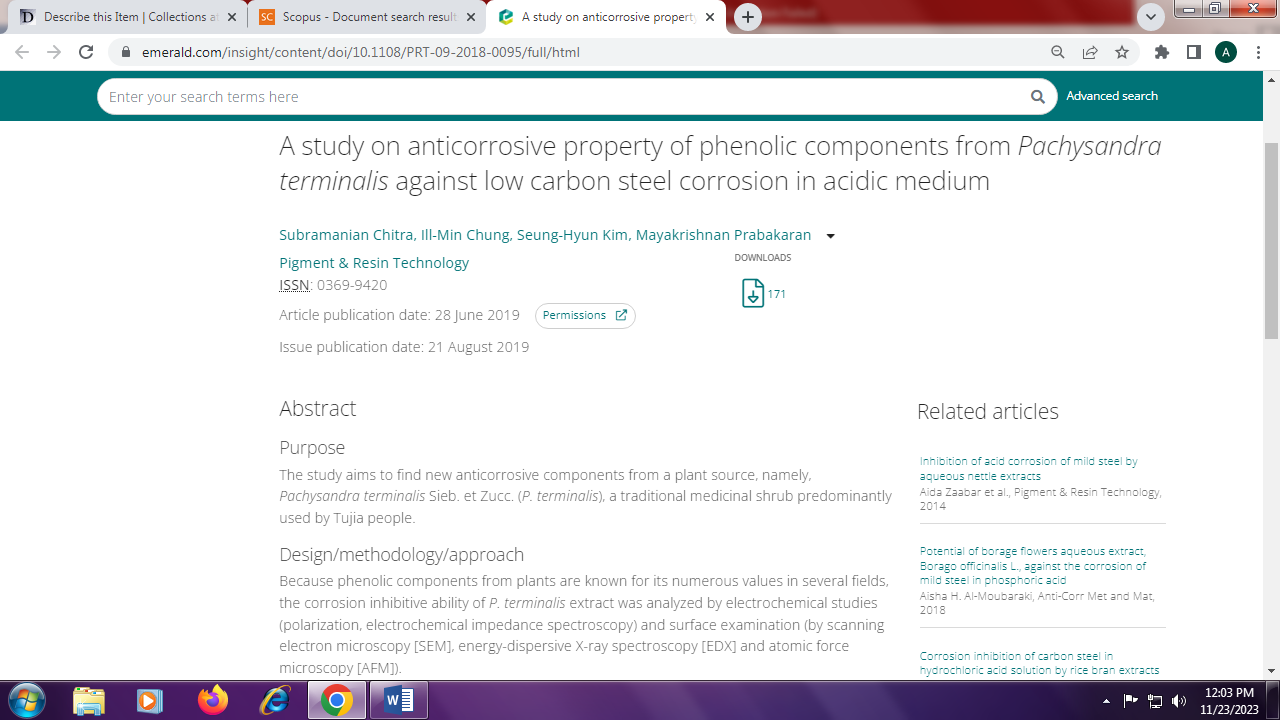 Describe this Item | Collections at
Scopus - Document search result
A study on anticorrosive property
emerald.com/insight/content/doi/10.1108/PRT-09-2018-0095/full/html
A
Enter your search terms here
Advanced search
A study on anticorrosive property of phenolic components from Pachysandra
terminalis against low carbon steel corrosion in acidic medium
Subramanian Chitra, Ill-Min Chung, Seung-Hyun Kim, Mayakrishnan Prabakaran
Pigment & Resin Technology
ISSN: 0369-9420
Article publication date: 28 June 2019
Permissions
Issue publication date: 21 August 2019
DOWNLOADS
171
Abstract
Purpose
The study aims to find new anticorrosive components from a plant source, namely,
Pachysandra terminalis Sieb. et Zucc. (P. terminalis), a traditional medicinal shrub predominantly
used by Tujia people.
Design/methodology/approach
Because phenolic components from plants are known for its numerous values in several fields,
the corrosion inhibitive ability of P. terminalis extract was analyzed by electrochemical studies
(polarization, electrochemical impedance spectroscopy) and surface examination (by scanning
electron microscopy [SEM], energy-dispersive X-ray spectroscopy [EDX] and atomic force
microscopy [AFM]).
Related articles
Inhibition of acid corrosion of mild steel by
aqueous nettle extracts
Aida Zaabar et al., Pigment & Resin Technology,
2014
Potential of borage flowers aqueous extract,
Borago officinalis L., against the corrosion of
mild steel in phosphoric acid
Aisha H. Al-Moubaraki, Anti-Corr Met and Mat,
2018
Corrosion inhibition of carbon steel in
hydrochloric acid solution by rice bran extracts
12:03 PM
11/23/2023